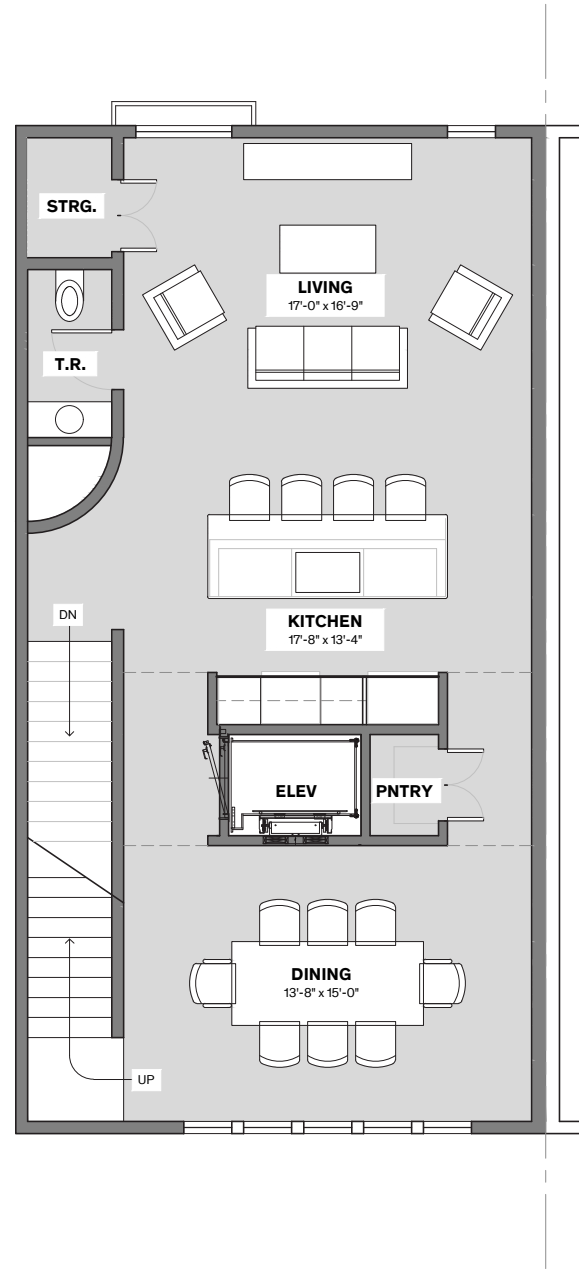 STRG.
LIVING
17'-0" x 16'-9"
T.R.
KITCHEN
17'-8" x 13'-4"
DN
ELEV
PNTRY
DINING
13'-8" x 15'-0"
UP